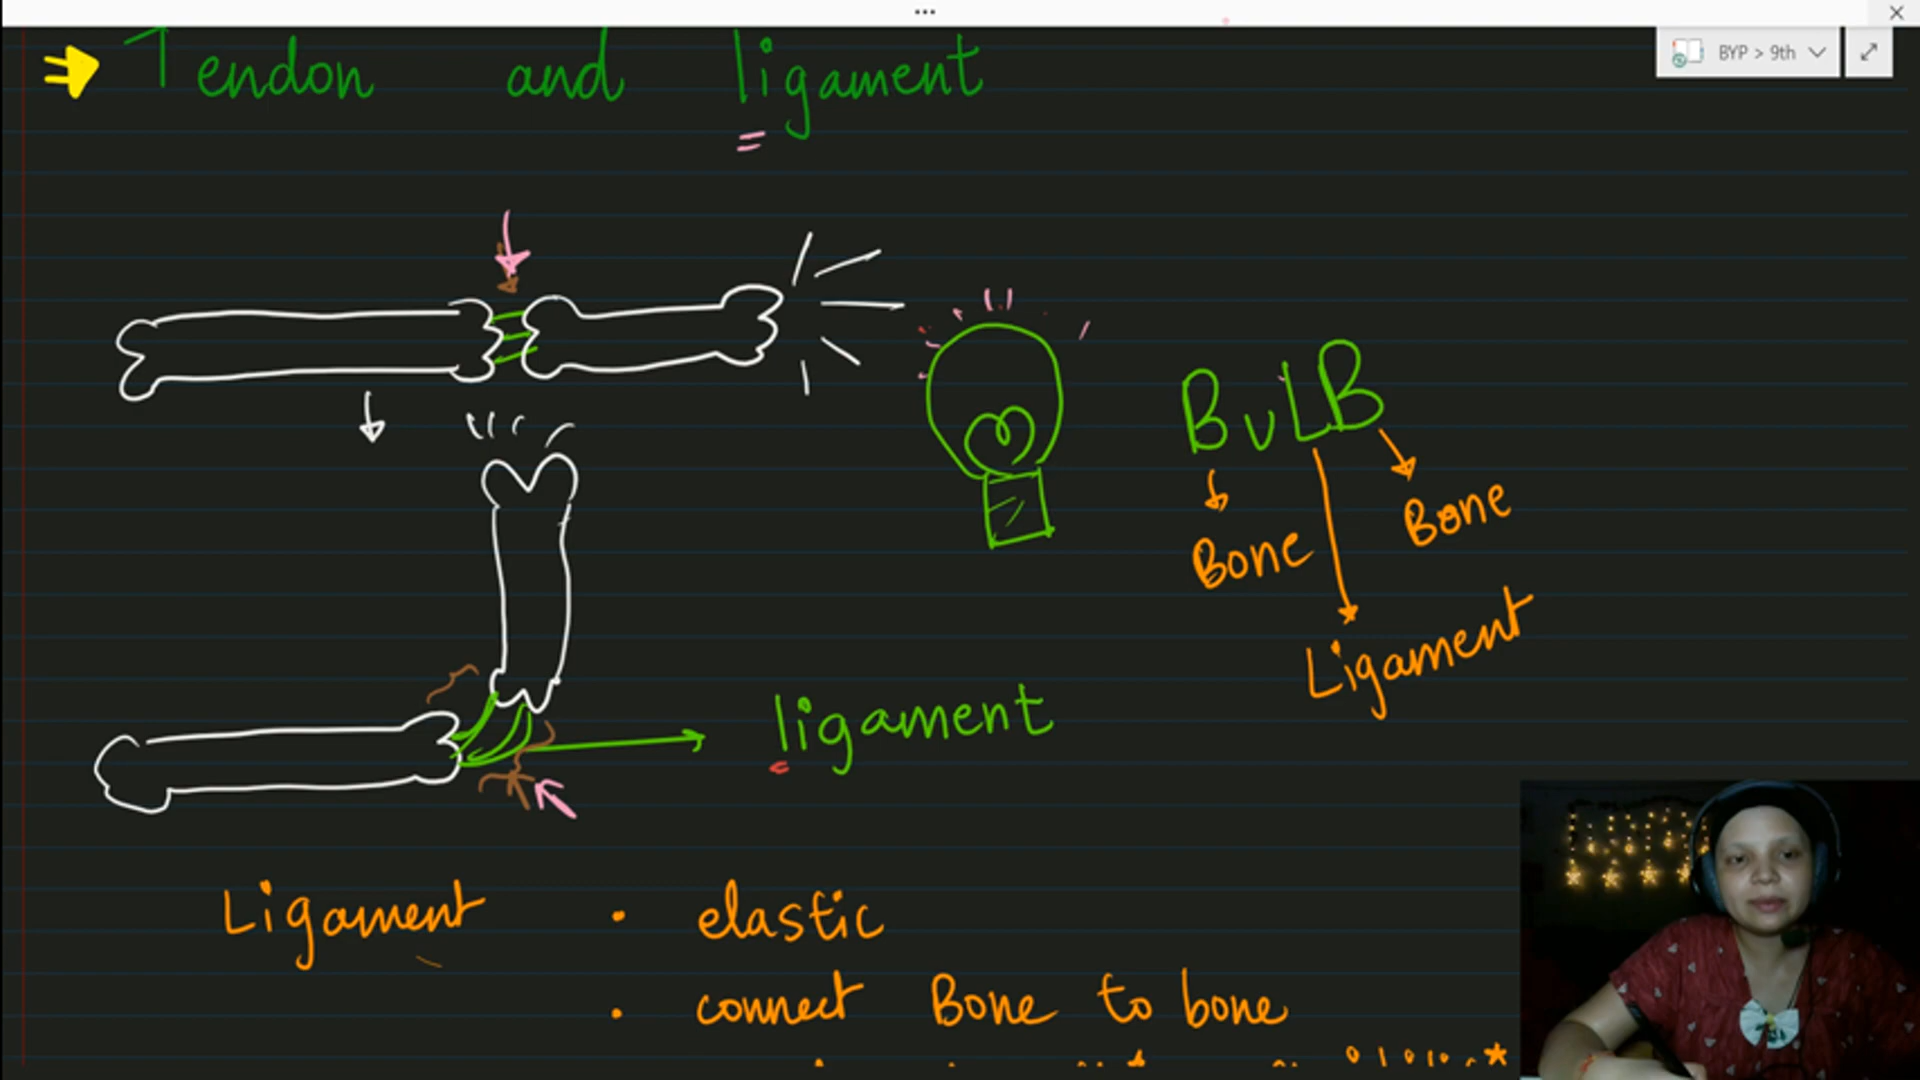 BYP > 9th
Tendon and ligament
BuLB
Bone
Bone
Ligament
ligament
Ligament • elastic
• connect Bone to bone